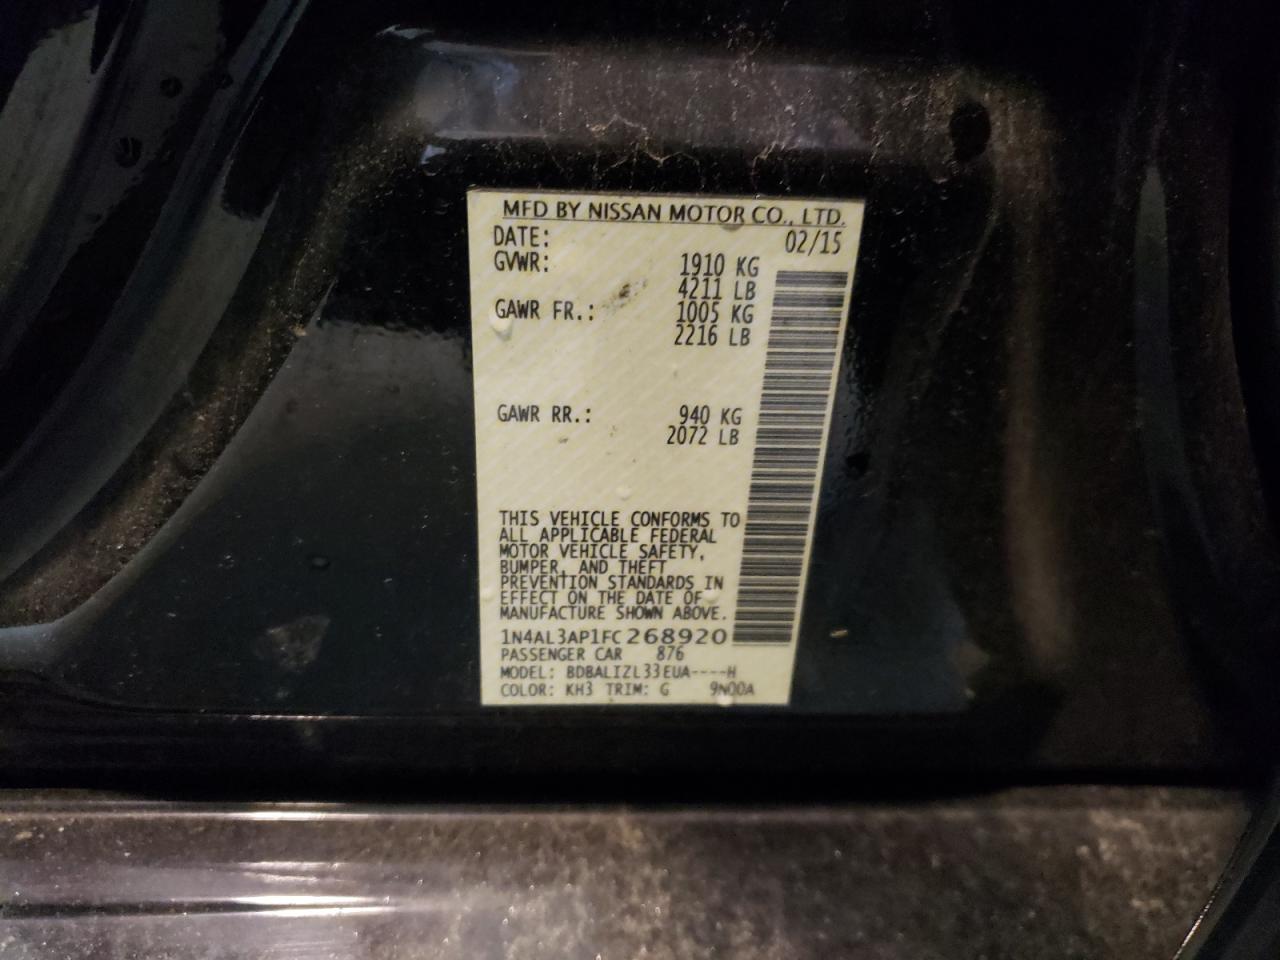 MFD BY NISSAN MOTOR CO., LTD.
DATE: 02/15
GVWR: 1910 KG
4211 LB
GAWR FR.: 1005 KG
2216 LB
GAWR RR.: 940 KG
2072 LB
THIS VEHICLE CONFORMS TO
ALL APPLICABLE FEDERAL
MOTOR VEHICLE SAFETY,
BUMPER, AND THEFT
PREVENTION STANDARDS IN
EFFECT ON THE DATE OF
MANUFACTURE SHOWN ABOVE.
1N4AL3AP1FC268920
PASSENGER CAR 876
MODEL: BDBALIZL33EUA----H
COLOR: KH3 TRIM: G 9N00A